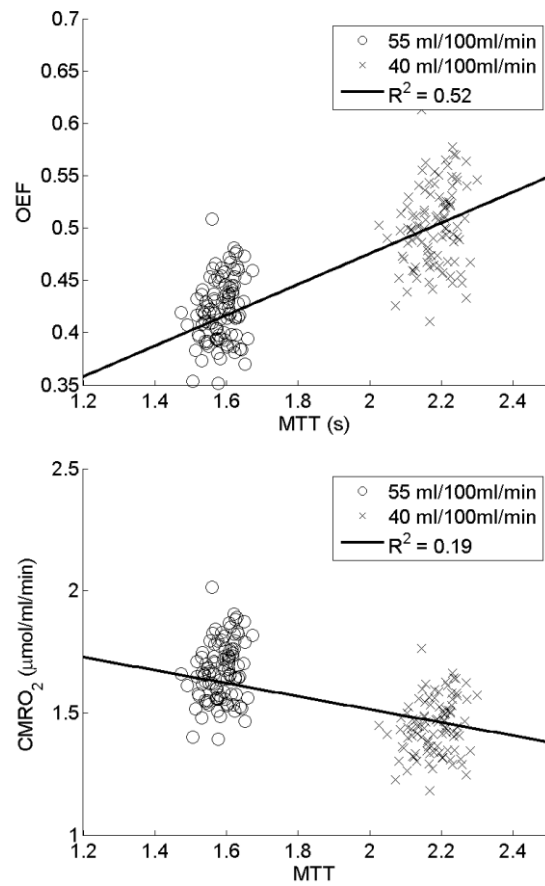 0.7
0.65
0.6
0.55
0.5
0.45
0.4
0.35
OEF
55 ml/100ml/min
40 ml/100ml/min
R² = 0.52
1.2 1.4 1.6 1.8 2 2.2 2.4
MTT (s)
2.5
2
1.5
1
CMRO₂ (μmol/ml/min)
55 ml/100ml/min
40 ml/100ml/min
R² = 0.19
1.2 1.4 1.6 1.8 2 2.2 2.4
MTT